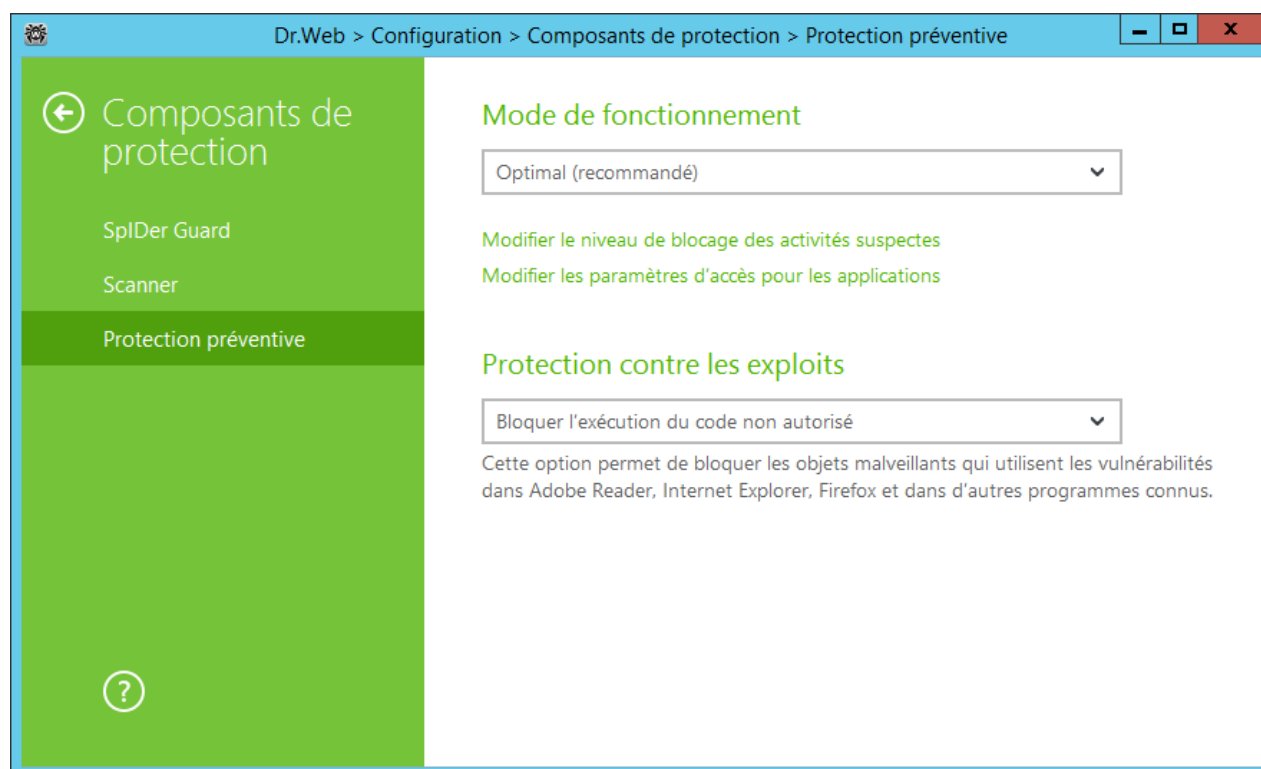 Dr.Web > Configuration > Composants de protection > Protection préventive
Composants de
protection
SpIDer Guard
Scanner
Protection préventive
Mode de fonctionnement
Optimal (recommandé)
Modifier le niveau de blocage des activités suspectes
Modifier les paramètres d'accès pour les applications
Protection contre les exploits
Bloquer l'exécution du code non autorisé
Cette option permet de bloquer les objets malveillants qui utilisent les vulnérabilités
dans Adobe Reader, Internet Explorer, Firefox et dans d'autres programmes connus.